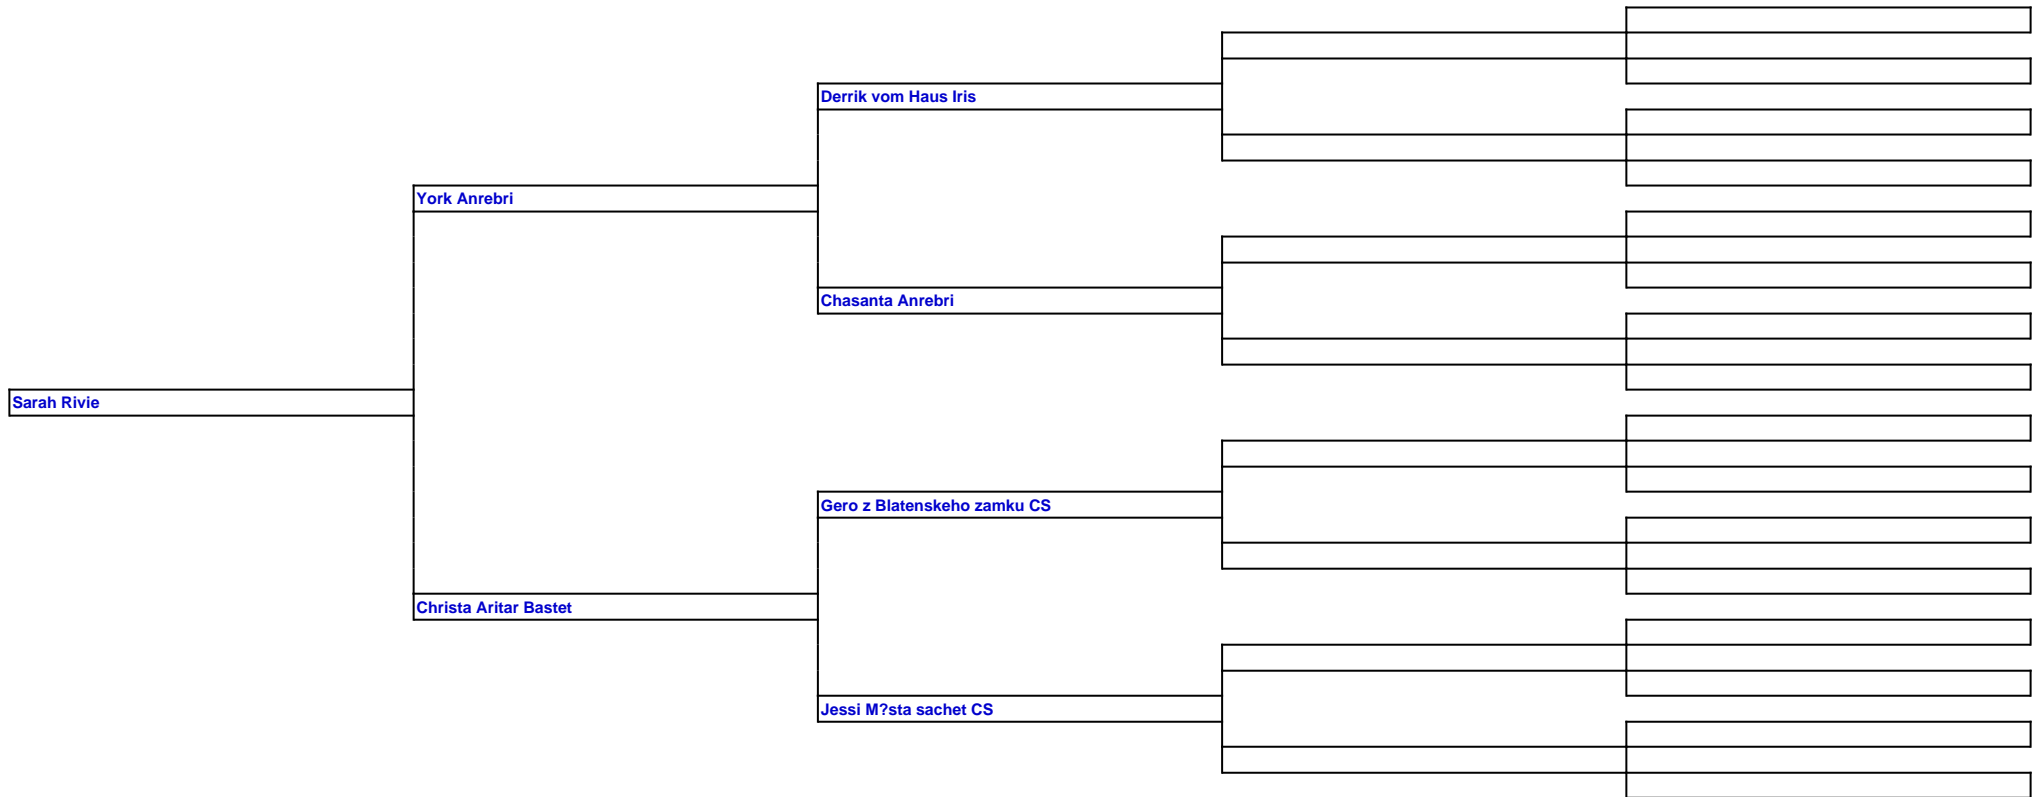 Derrik vom Haus Iris
York Anrebri
Chasanta Anrebri
Sarah Rivie
Gero z Blatenskeho zamku CS
Christa Aritar Bastet
Jessi M?sta sachet CS